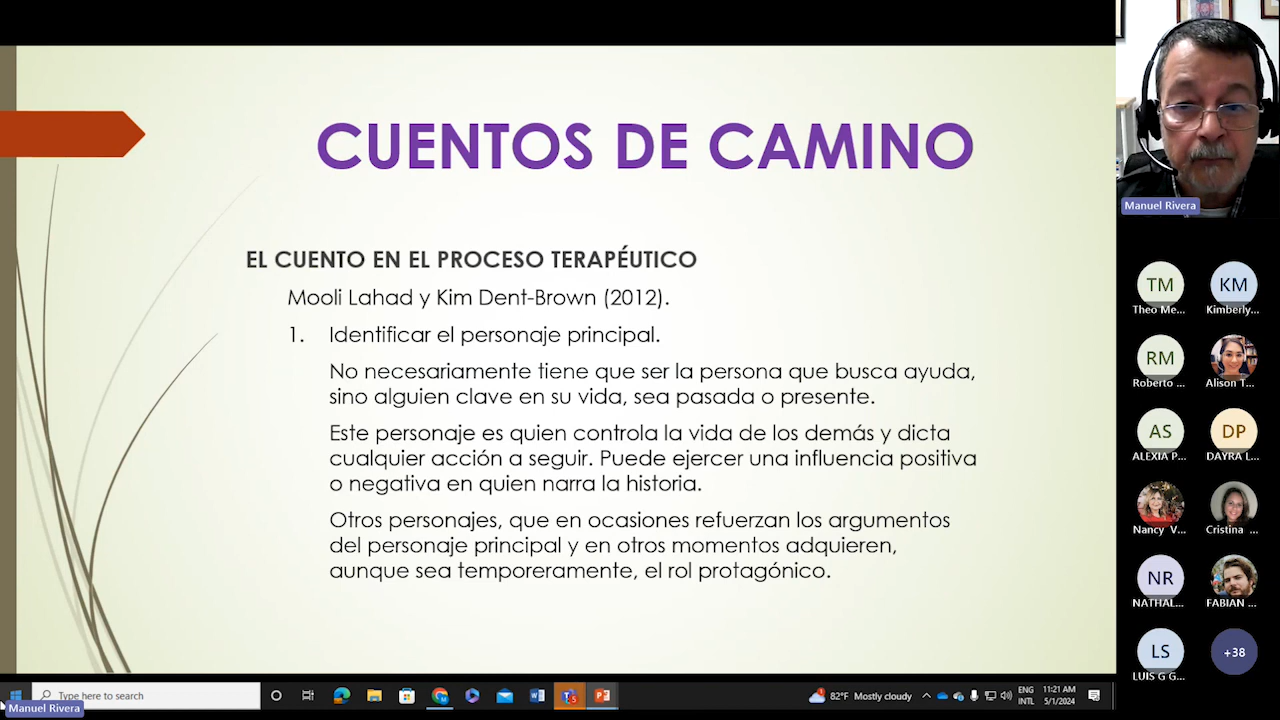 CUENTOS DE CAMINO
EL CUENTO EN EL PROCESO TERAPÉUTICO
Mooli Lahad y Kim Dent-Brown (2012).
1. Identificar el personaje principal.
No necesariamente tiene que ser la persona que busca ayuda,
sino alguien clave en su vida, sea pasada o presente.
Este personaje es quien controla la vida de los demás y dicta
cualquier acción a seguir. Puede ejercer una influencia positiva
o negativa en quien narra la historia.
Otros personajes, que en ocasiones refuerzan los argumentos
del personaje principal y en otros momentos adquieren,
aunque sea temporeramente, el rol protagónico.
Manuel Rivera
TM KM
Theo Me... Kimberly...
RM
Roberto ... Alison T...
AS DP
ALEXIA P... DAYRA L...
Nancy V... Cristina ...
NR
NATHAL... FABIAN ...
LS +38
LUIS G G...
Type here to search
82°F Mostly cloudy
ENG
INTL
11:21 AM
5/1/2024
Manuel Rivera